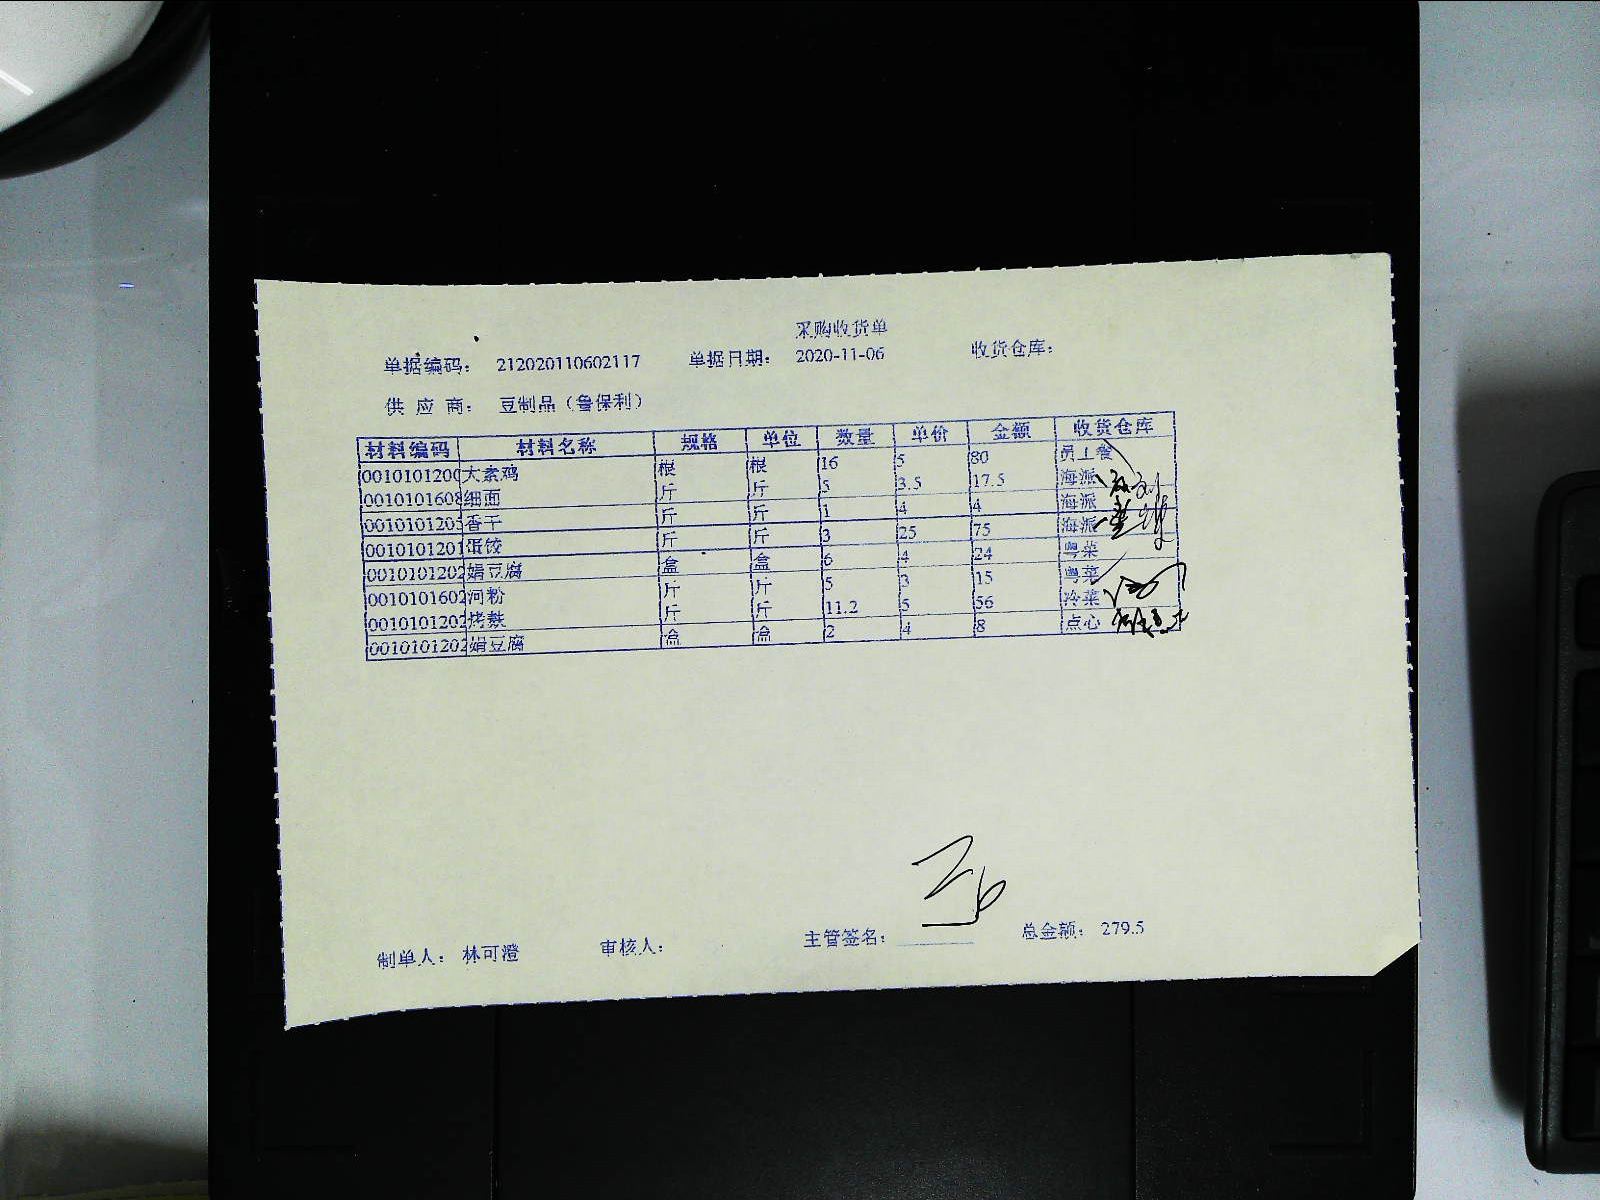 采购收货单
单据编码: 212020110602117 单据日期: 2020-11-06 收货仓库:
供 应 商: 豆制品(鲁保利)
材料编码 材料名称 规格 单位 数量 单价 金额 收货仓库
0010101200 大素鸡 根 根 16 5 80 员工餐
0010101608 细面 斤 斤 5 3.5 17.5 海派
0010101205 香干 斤 斤 1 4 4 海派
0010101201 蛋饺 斤 斤 3 25 75 海派
0010101202 娟豆腐 盒 盒 6 4 24 粤菜
0010101602 河粉 斤 斤 5 3 15 粤菜
0010101202 烤麸 斤 斤 11.2 5 56 冷菜
0010101202 娟豆腐 盒 盒 2 4 8 点心
制单人: 林可澄 审核人: 主管签名: 总金额: 279.5